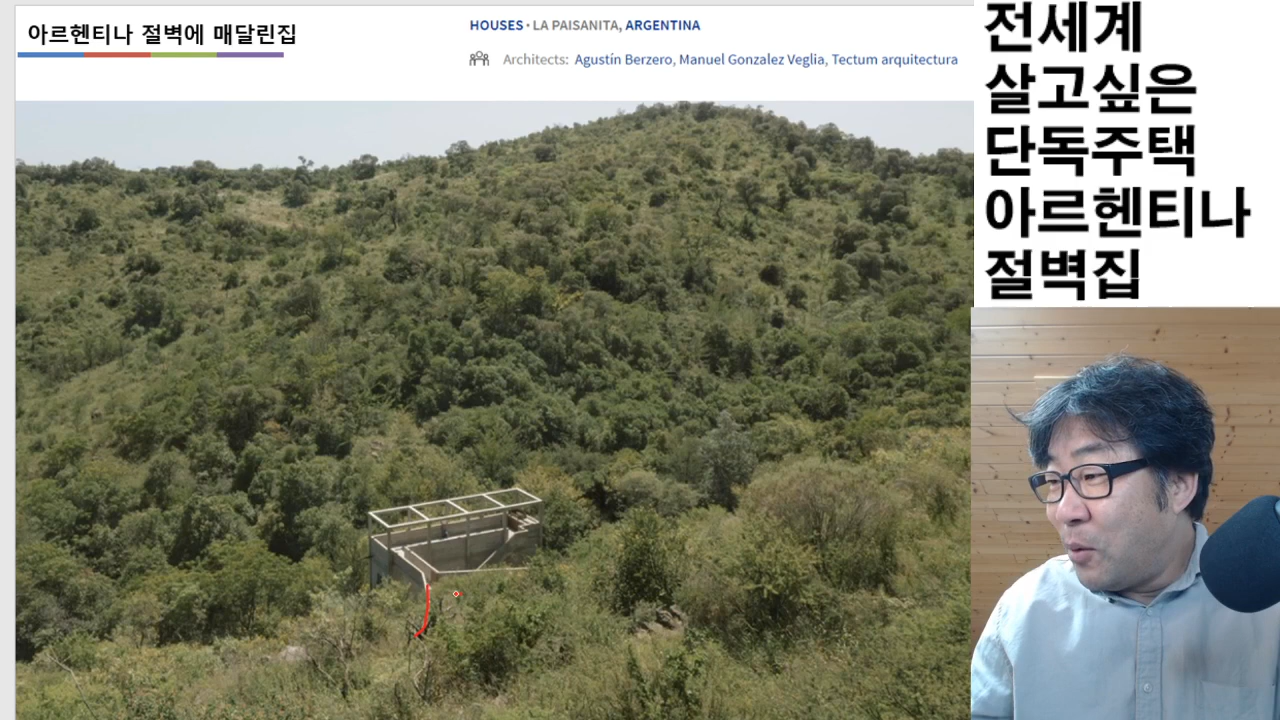 아르헨티나 절벽에 매달린집
HOUSES · LA PAISANITA, ARGENTINA
Architects: Agustín Berzero, Manuel Gonzalez Veglia, Tectum arquitectura
전세계
살고싶은
단독주택
아르헨티나
절벽집